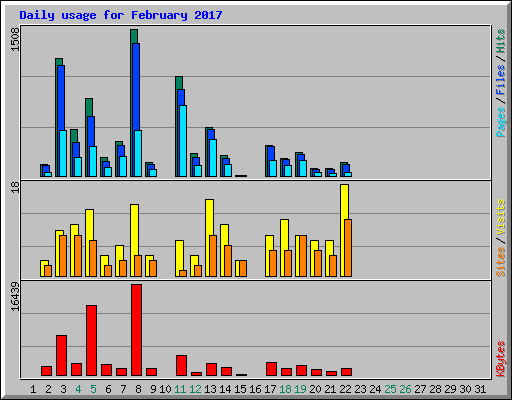 Daily usage for February 2017
1508
Pages / Files / Hits
18
Sites / Visits
16439
KBytes
1 2 3 4 5 6 7 8 9 10 11 12 13 14 15 16 17 18 19 20 21 22 23 24 25 26 27 28 29 30 31